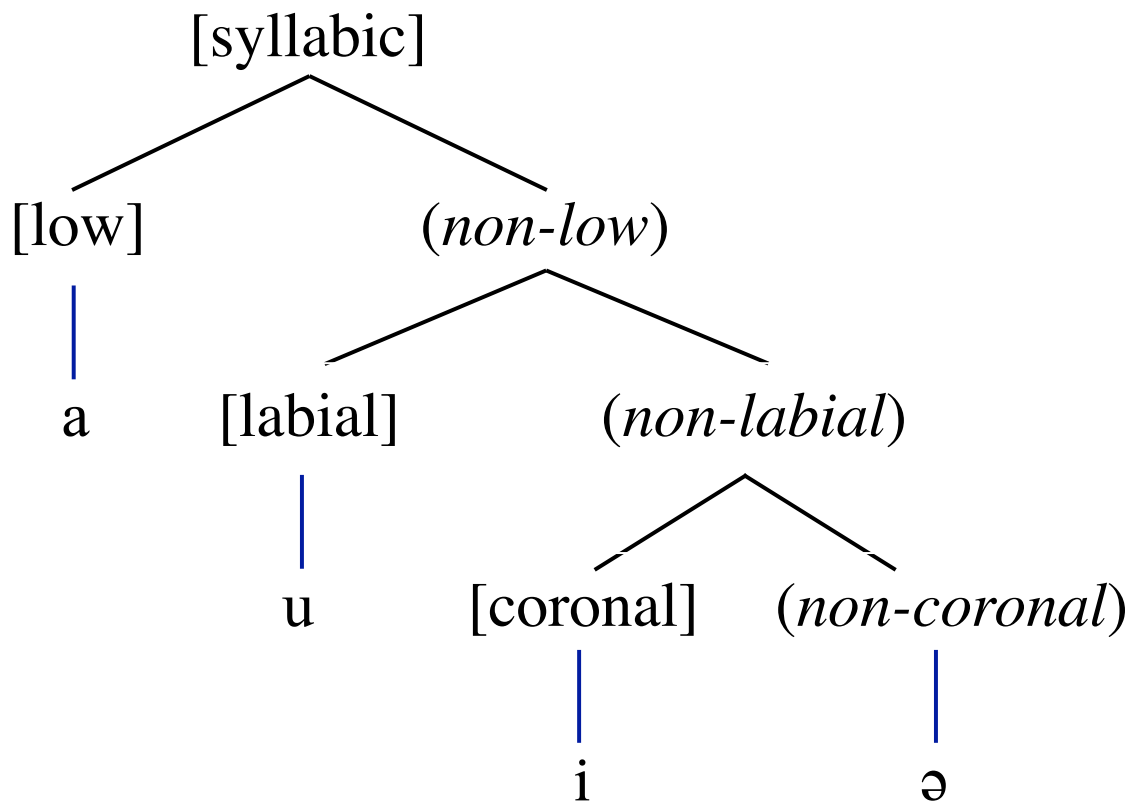 [syllabic]
[low] (non-low)
a [labial] (non-labial)
u [coronal] (non-coronal)
i ə